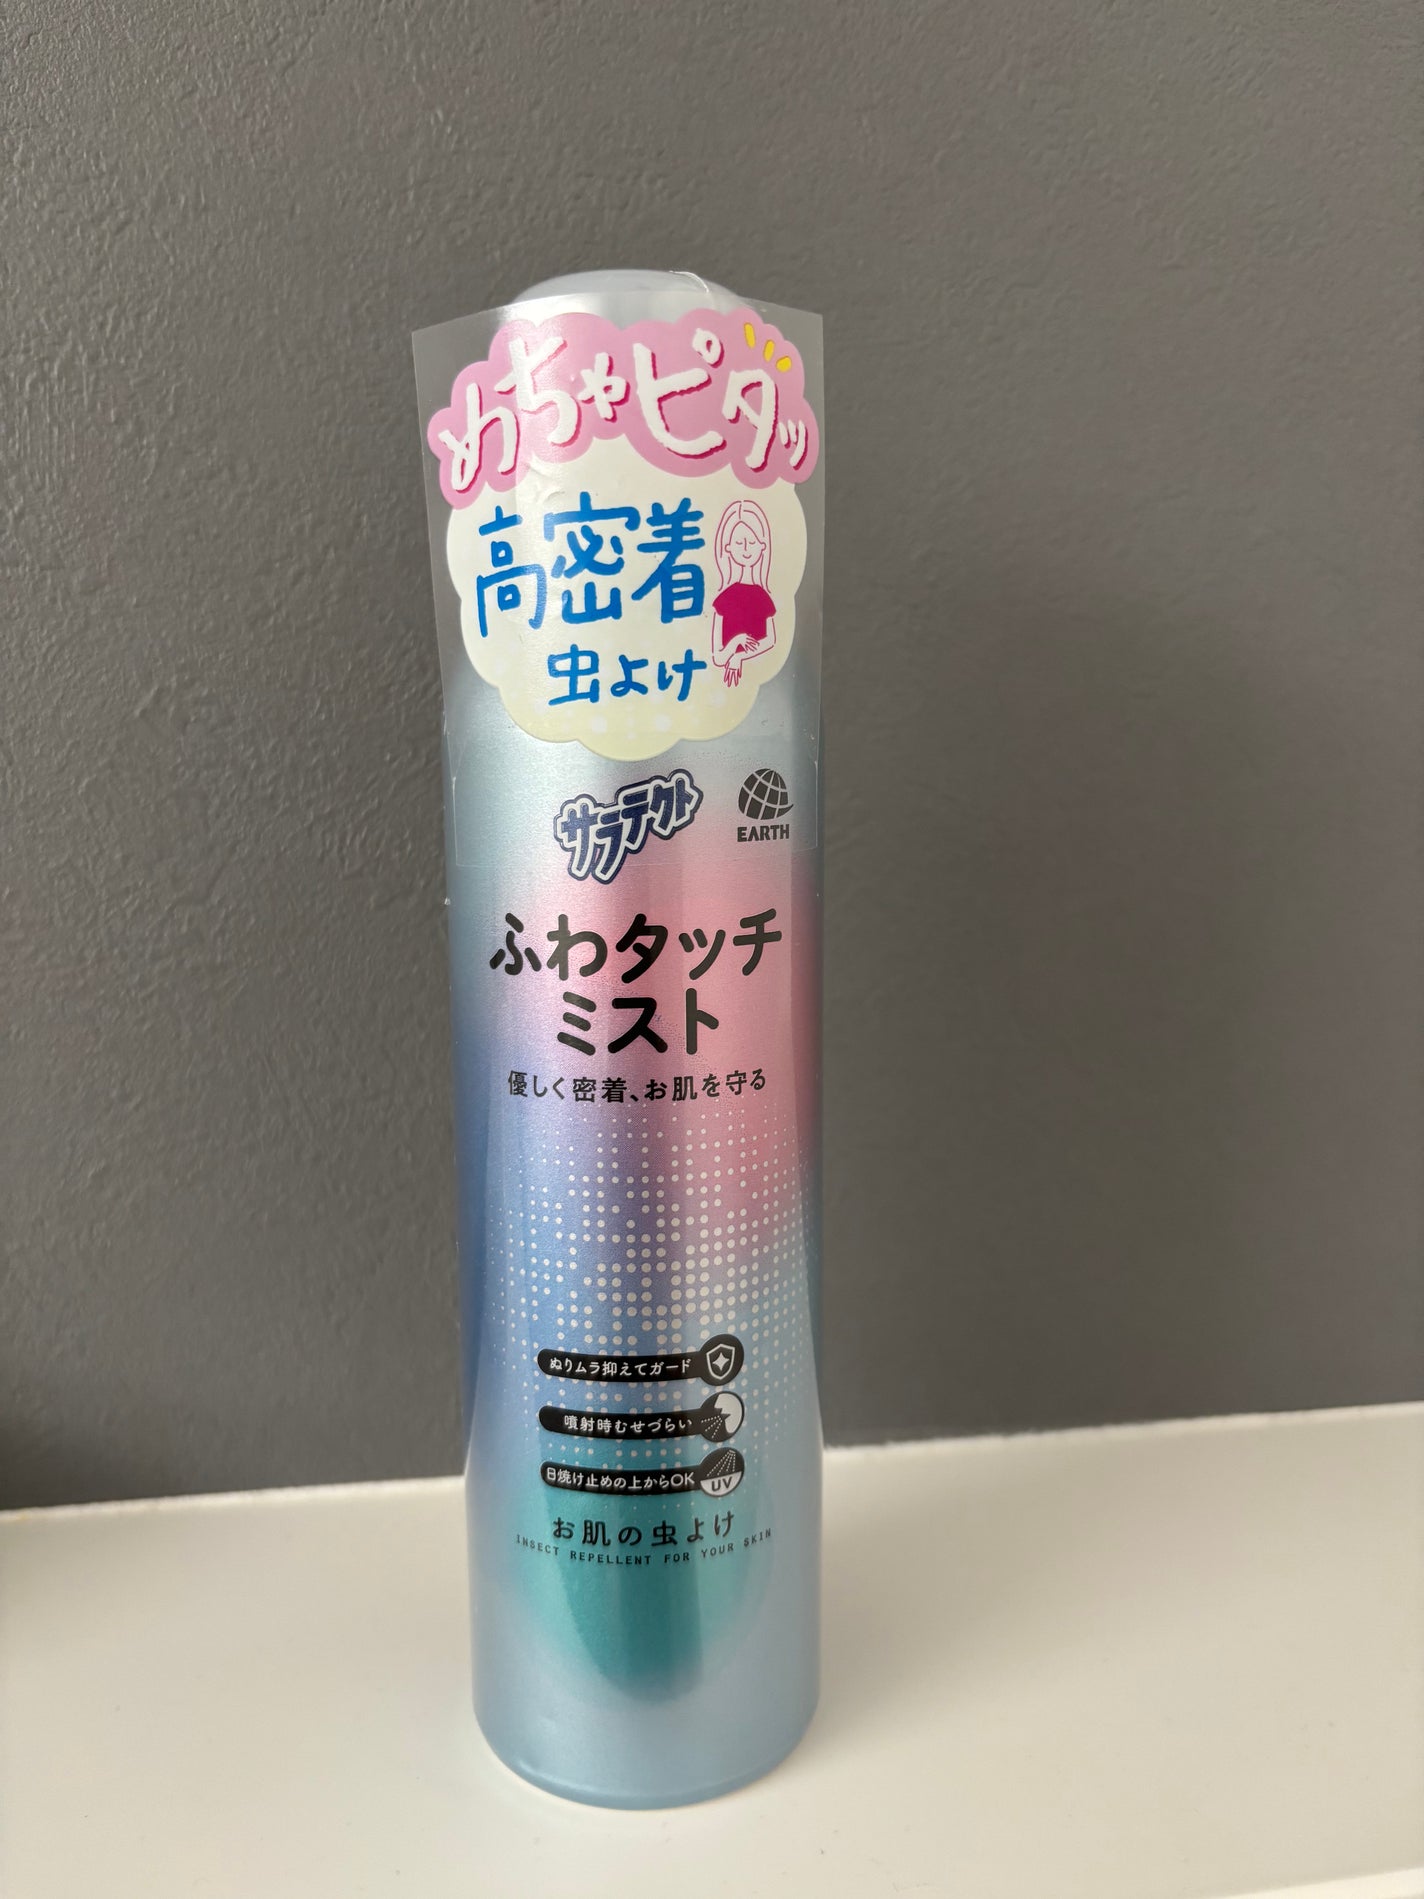 めちゃピタッ
高密着
虫よけ
サラテクト
EARTH
ふわタッチ
ミスト
優しく密着、お肌を守る
ぬりムラ抑えてガード
噴射時むせづらい
日焼け止めの上からOK
UV
お肌の虫よけ
INSECT REPELLENT FOR YOUR SKIN